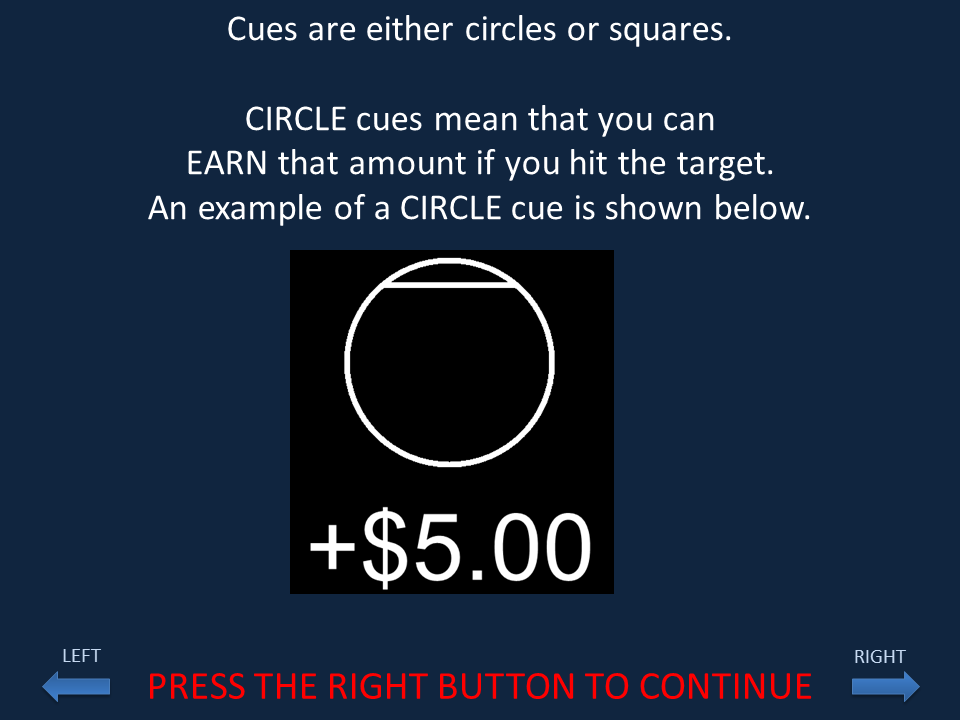 Cues are either circles or squares.
CIRCLE cues mean that you can
EARN that amount if you hit the target.
An example of a CIRCLE cue is shown below.
+$5.00
LEFT
RIGHT
PRESS THE RIGHT BUTTON TO CONTINUE